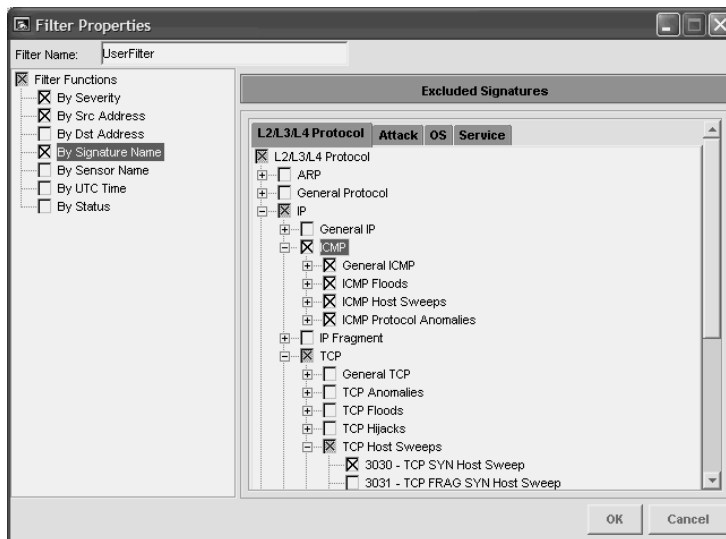 Filter Properties
Filter Name: UserFilter
Filter Functions
By Severity
By Src Address
By Dst Address
By Signature Name
By Sensor Name
By UTC Time
By Status
Excluded Signatures
L2/L3/L4 Protocol Attack OS Service
L2/L3/L4 Protocol
ARP
General Protocol
IP
General IP
ICMP
General ICMP
ICMP Floods
ICMP Host Sweeps
ICMP Protocol Anomalies
IP Fragment
TCP
General TCP
TCP Anomalies
TCP Floods
TCP Hijacks
TCP Host Sweeps
3030 - TCP SYN Host Sweep
3031 - TCP FRAG SYN Host Sweep
OK Cancel